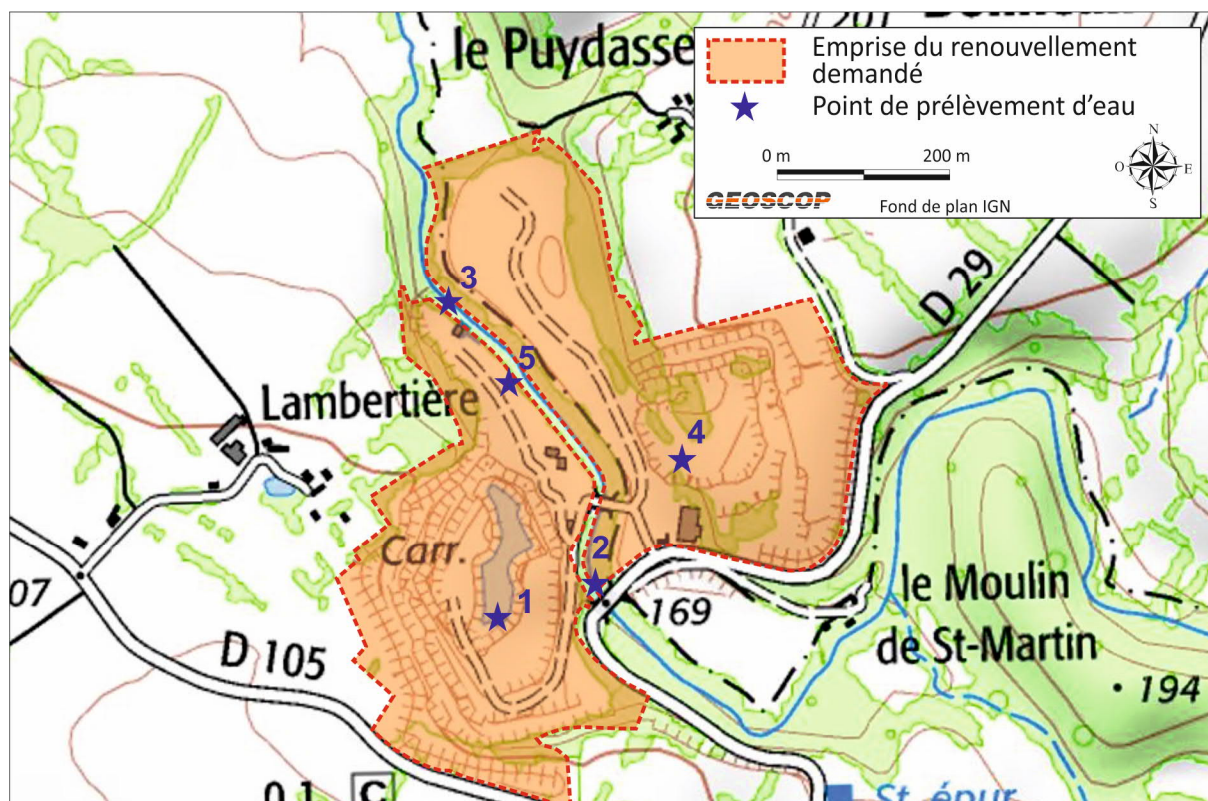 le Puydasse
Emprise du renouvellement
demandé
Point de prélèvement d'eau
0 m 200 m
N
O E
S
GEOSCOP Fond de plan IGN
3
D 29
5
Lambertière
4
Carr.
2
1
07
169
le Moulin
de St-Martin
D 105
194
C
St. épur